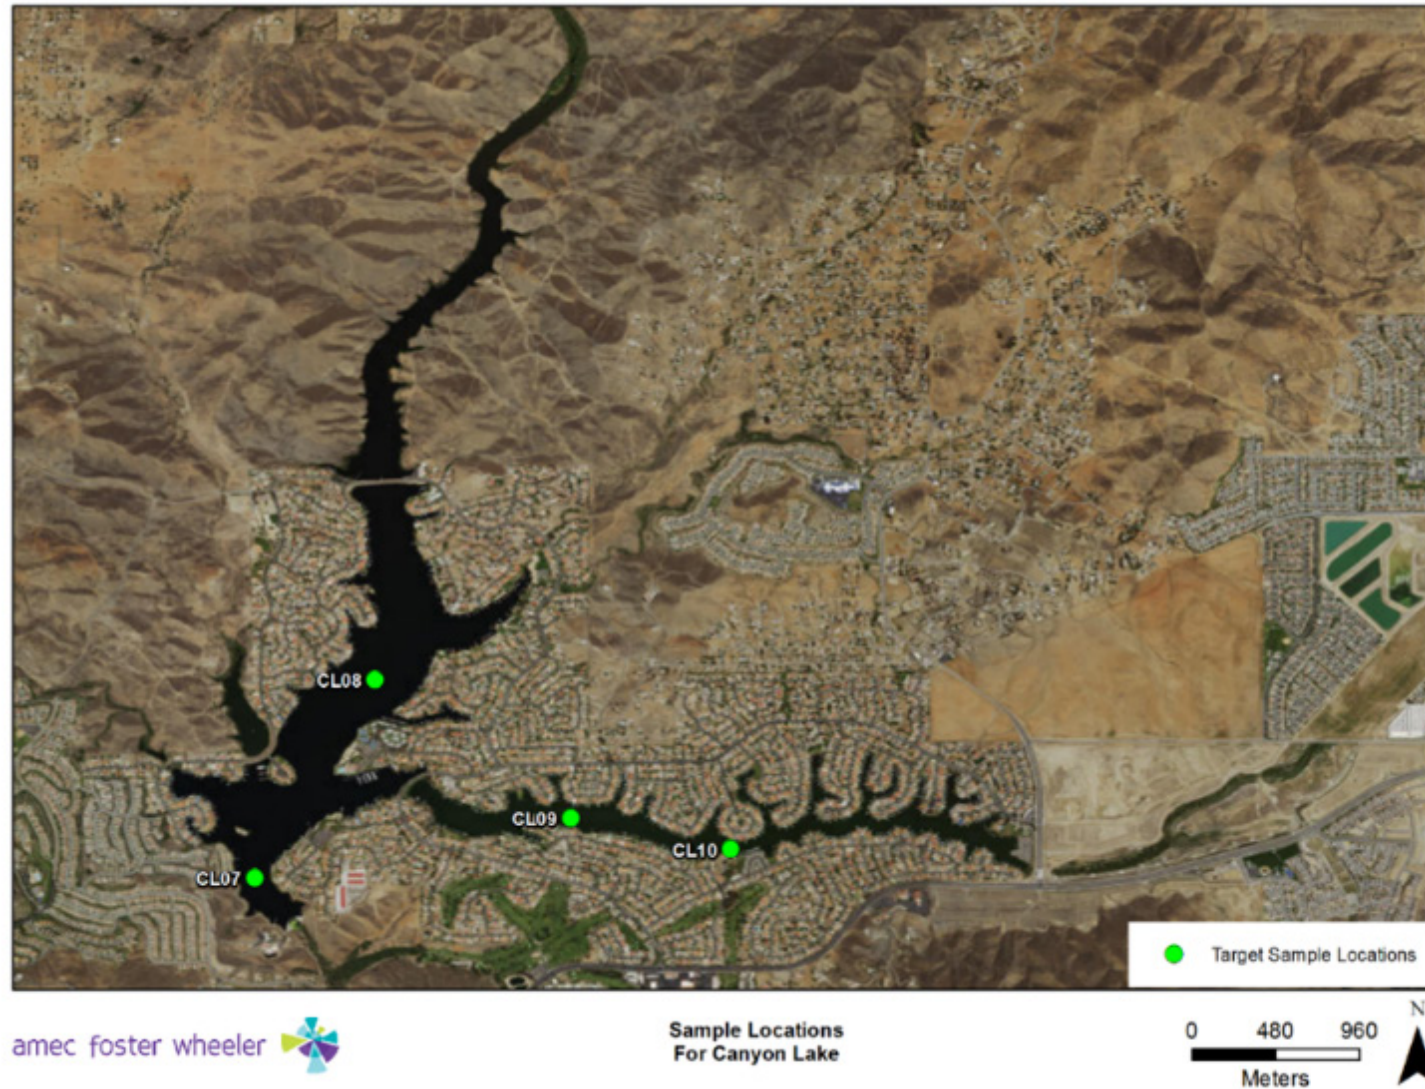 CL08
CL09
CL10
CL07
Target Sample Locations
amec foster wheeler
Sample Locations
For Canyon Lake
N
0 480 960
Meters